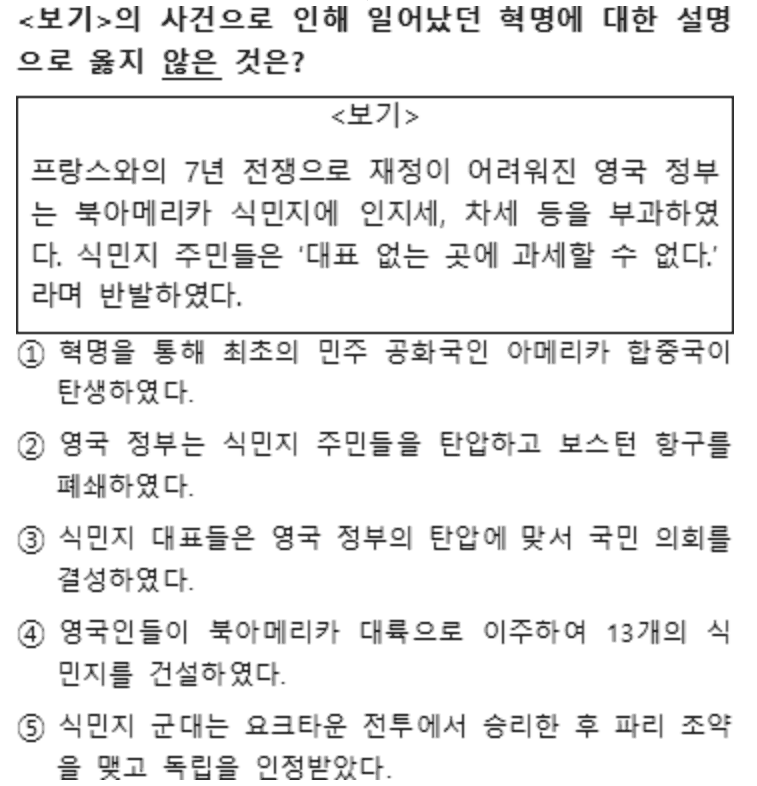 <보기>의 사건으로 인해 일어났던 혁명에 대한 설명
으로 옳지 않은 것은?
<보기>
프랑스와의 7년 전쟁으로 재정이 어려워진 영국 정부
는 북아메리카 식민지에 인지세, 차세 등을 부과하였
다. 식민지 주민들은 ‘대표 없는 곳에 과세할 수 없다.’
라며 반발하였다.
① 혁명을 통해 최초의 민주 공화국인 아메리카 합중국이
탄생하였다.
② 영국 정부는 식민지 주민들을 탄압하고 보스턴 항구를
폐쇄하였다.
③ 식민지 대표들은 영국 정부의 탄압에 맞서 국민 의회를
결성하였다.
④ 영국인들이 북아메리카 대륙으로 이주하여 13개의 식
민지를 건설하였다.
⑤ 식민지 군대는 요크타운 전투에서 승리한 후 파리 조약
을 맺고 독립을 인정받았다.